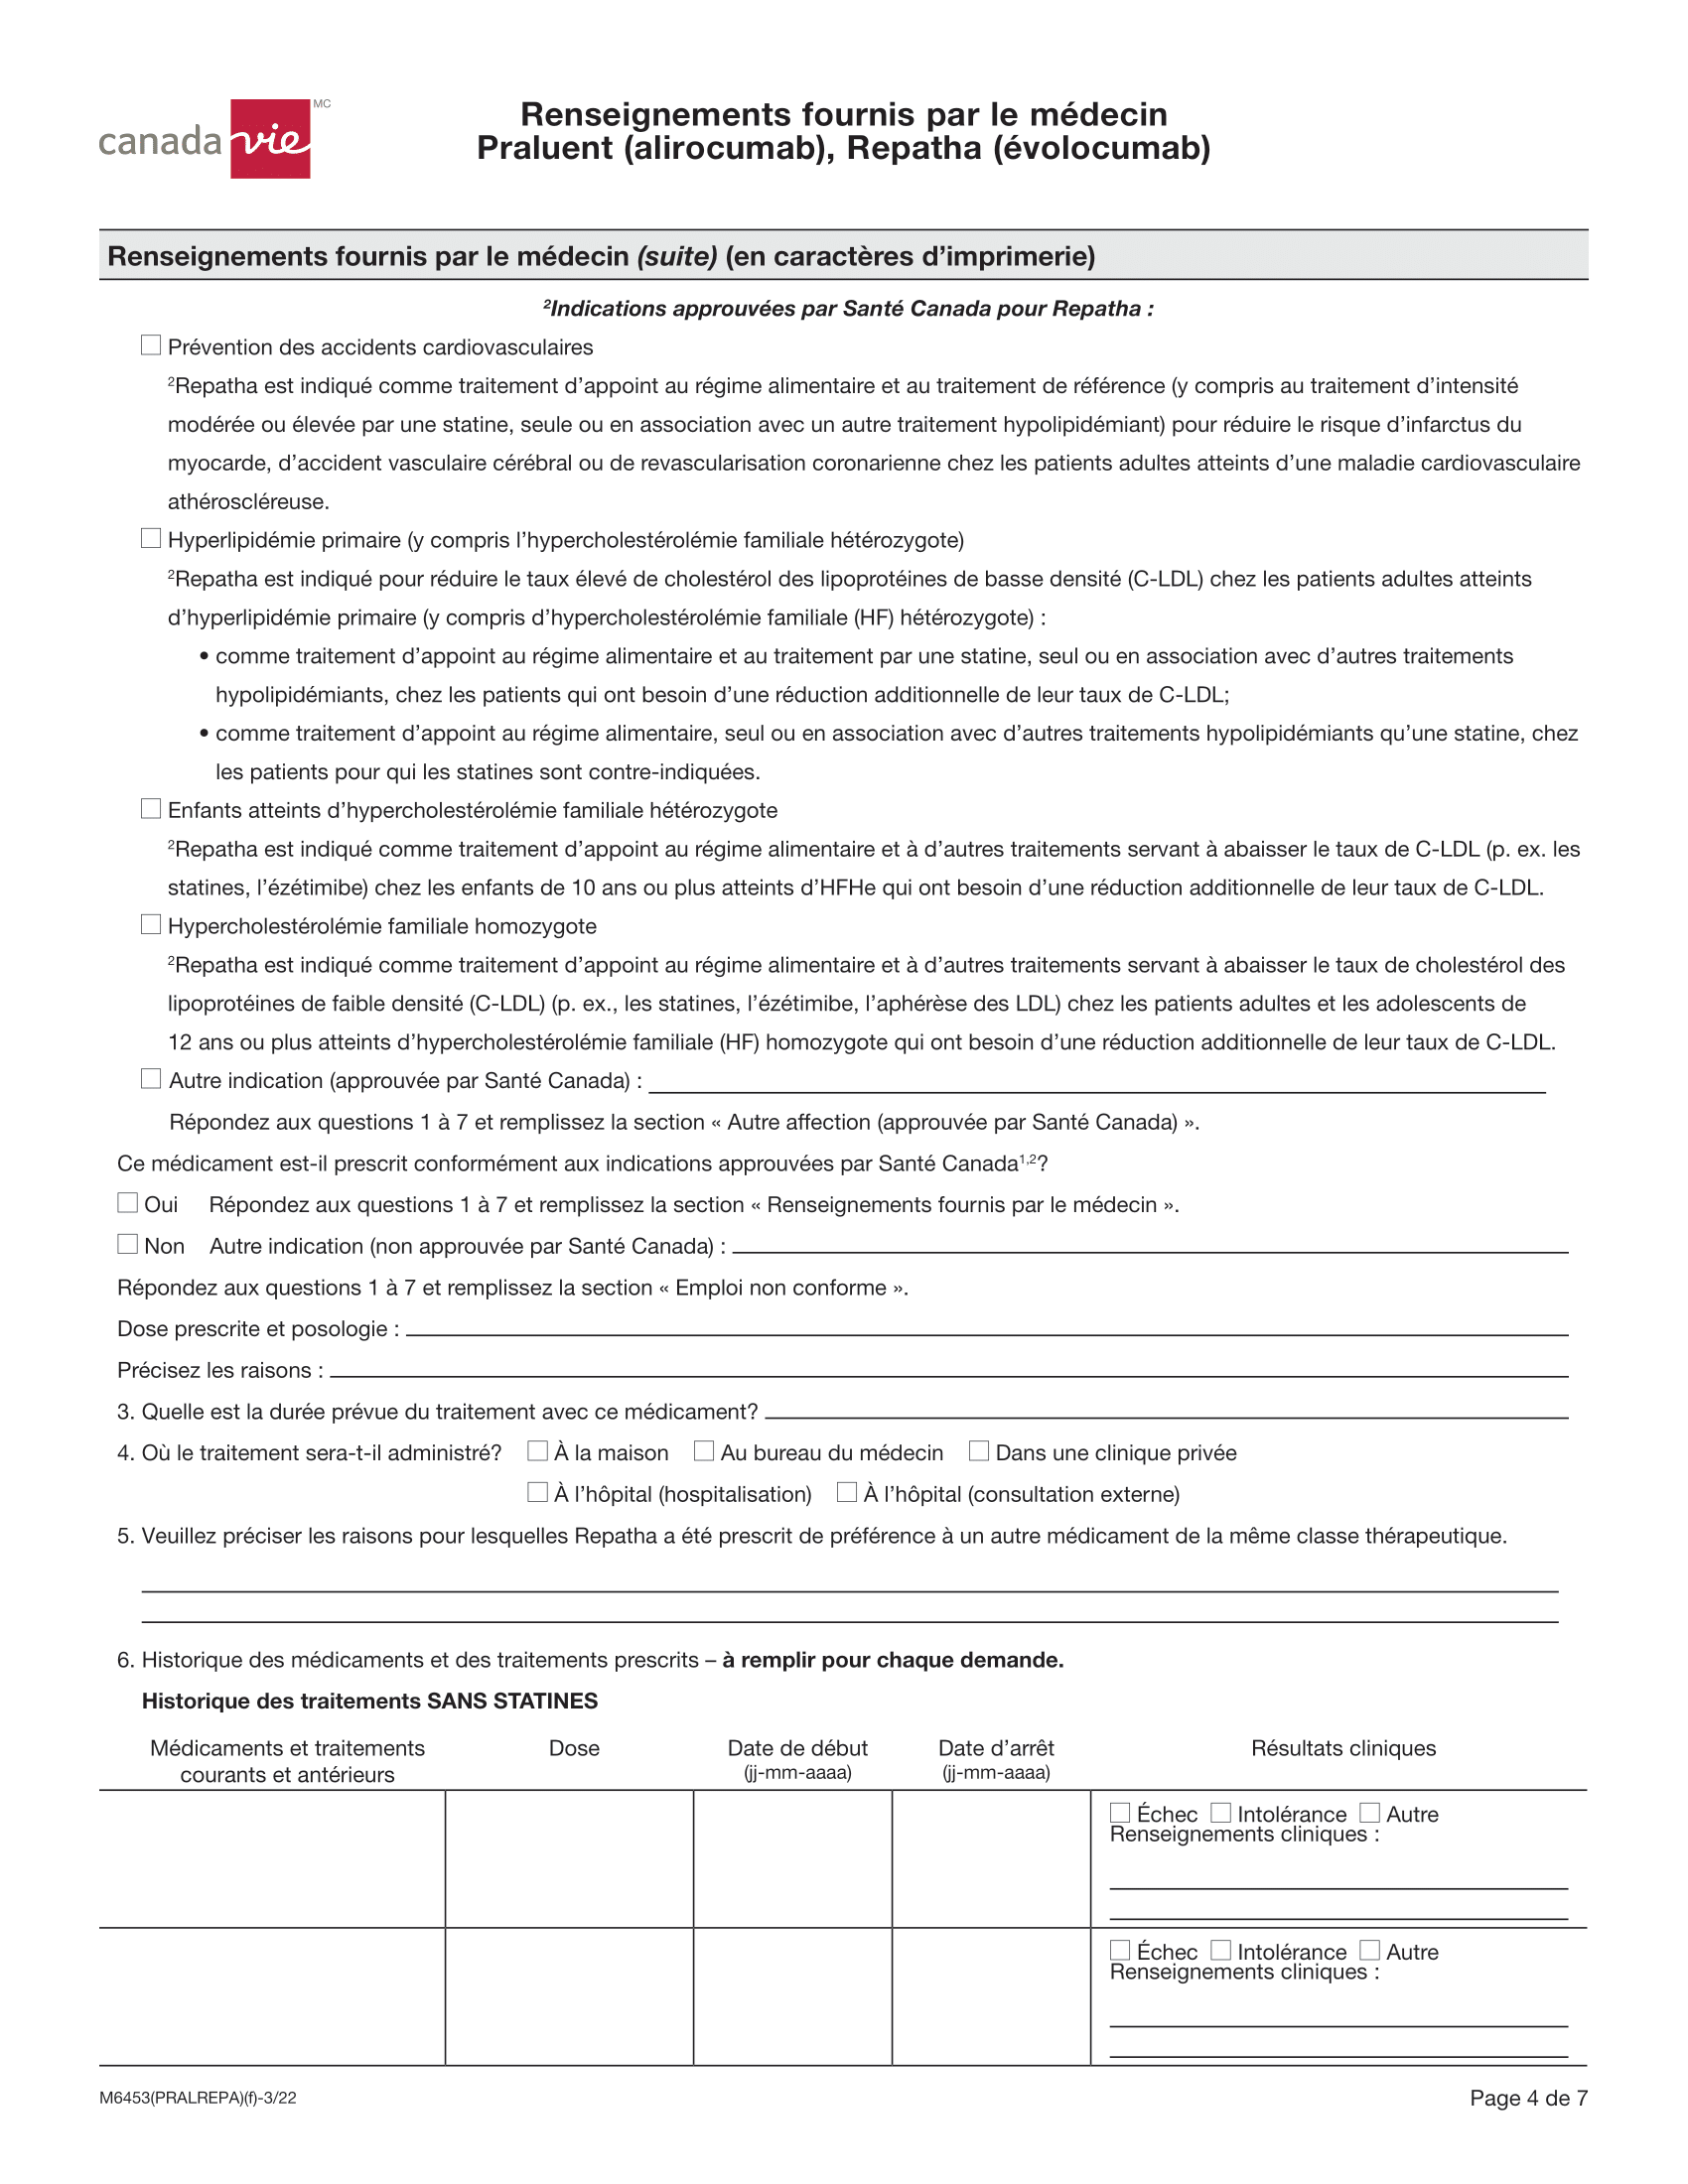 canada vie MC
Renseignements fournis par le médecin
Praluent (alirocumab), Repatha (évolocumab)
Renseignements fournis par le médecin (suite) (en caractères d’imprimerie)
²Indications approuvées par Santé Canada pour Repatha :
Prévention des accidents cardiovasculaires
²Repatha est indiqué comme traitement d’appoint au régime alimentaire et au traitement de référence (y compris au traitement d’intensité
modérée ou élevée par une statine, seule ou en association avec un autre traitement hypolipidémiant) pour réduire le risque d’infarctus du
myocarde, d’accident vasculaire cérébral ou de revascularisation coronarienne chez les patients adultes atteints d’une maladie cardiovasculaire
athéroscléreuse.
Hyperlipidémie primaire (y compris l’hypercholestérolémie familiale hétérozygote)
²Repatha est indiqué pour réduire le taux élevé de cholestérol des lipoprotéines de basse densité (C-LDL) chez les patients adultes atteints
d’hyperlipidémie primaire (y compris d’hypercholestérolémie familiale (HF) hétérozygote) :
• comme traitement d’appoint au régime alimentaire et au traitement par une statine, seul ou en association avec d’autres traitements
hypolipidémiants, chez les patients qui ont besoin d’une réduction additionnelle de leur taux de C-LDL;
• comme traitement d’appoint au régime alimentaire, seul ou en association avec d’autres traitements hypolipidémiants qu’une statine, chez
les patients pour qui les statines sont contre-indiquées.
Enfants atteints d’hypercholestérolémie familiale hétérozygote
²Repatha est indiqué comme traitement d’appoint au régime alimentaire et à d’autres traitements servant à abaisser le taux de C-LDL (p. ex. les
statines, l’ézétimibe) chez les enfants de 10 ans ou plus atteints d’HFHe qui ont besoin d’une réduction additionnelle de leur taux de C-LDL.
Hypercholestérolémie familiale homozygote
²Repatha est indiqué comme traitement d’appoint au régime alimentaire et à d’autres traitements servant à abaisser le taux de cholestérol des
lipoprotéines de faible densité (C-LDL) (p. ex., les statines, l’ézétimibe, l’aphérèse des LDL) chez les patients adultes et les adolescents de
12 ans ou plus atteints d’hypercholestérolémie familiale (HF) homozygote qui ont besoin d’une réduction additionnelle de leur taux de C-LDL.
Autre indication (approuvée par Santé Canada) :
Répondez aux questions 1 à 7 et remplissez la section « Autre affection (approuvée par Santé Canada) ».
Ce médicament est-il prescrit conformément aux indications approuvées par Santé Canada¹,²?
Oui Répondez aux questions 1 à 7 et remplissez la section « Renseignements fournis par le médecin ».
Non Autre indication (non approuvée par Santé Canada) :
Répondez aux questions 1 à 7 et remplissez la section « Emploi non conforme ».
Dose prescrite et posologie :
Précisez les raisons :
3. Quelle est la durée prévue du traitement avec ce médicament?
4. Où le traitement sera-t-il administré? À la maison Au bureau du médecin Dans une clinique privée
À l’hôpital (hospitalisation) À l’hôpital (consultation externe)
5. Veuillez préciser les raisons pour lesquelles Repatha a été prescrit de préférence à un autre médicament de la même classe thérapeutique.
6. Historique des médicaments et des traitements prescrits – à remplir pour chaque demande.
Historique des traitements SANS STATINES
Médicaments et traitements Dose Date de début Date d’arrêt Résultats cliniques
courants et antérieurs (jj-mm-aaaa) (jj-mm-aaaa)
Échec Intolérance Autre
Renseignements cliniques :
Échec Intolérance Autre
Renseignements cliniques :
M6453(PRALREPA)(f)-3/22 Page 4 de 7